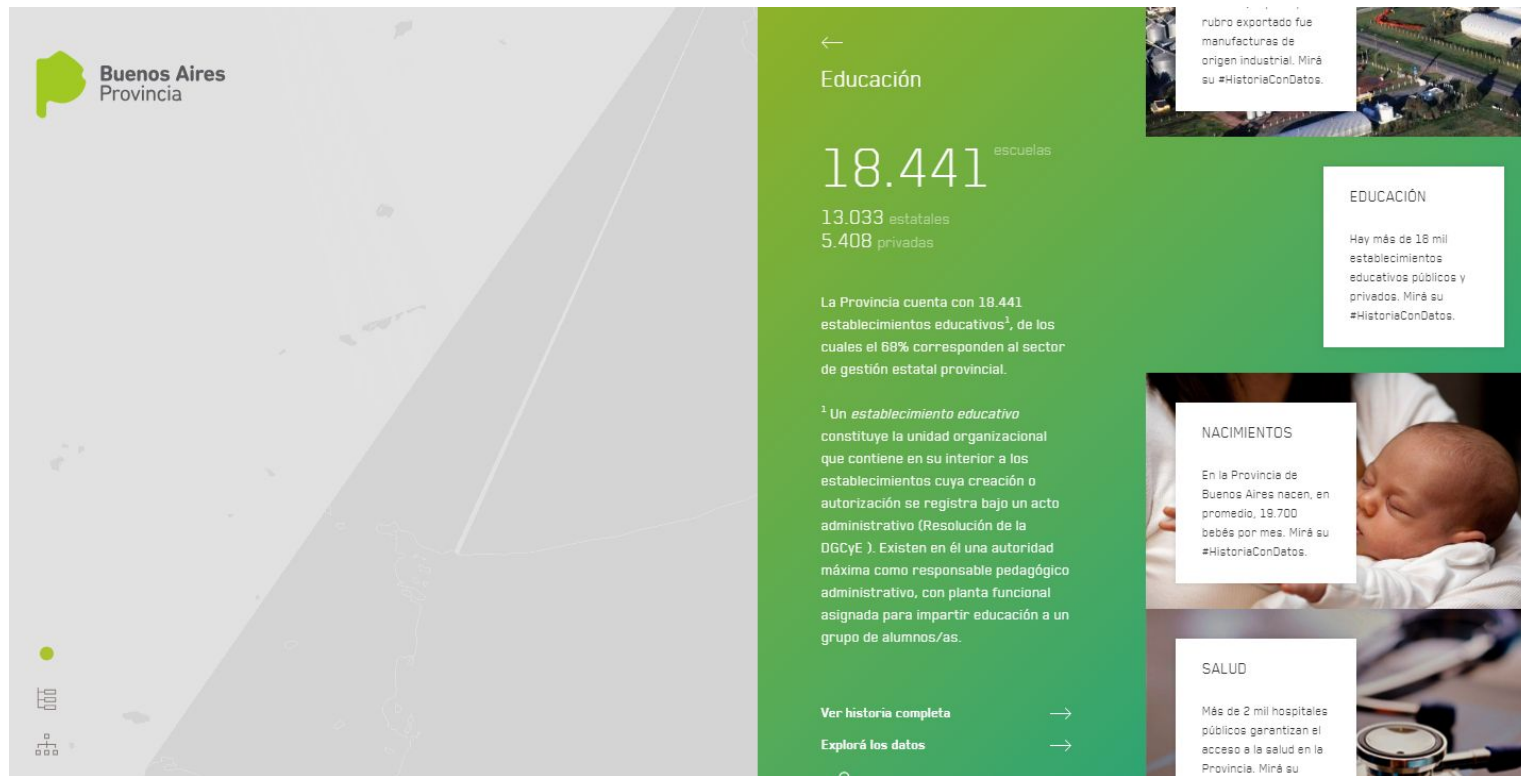 Buenos Aires
Provincia
←
Educación
18.441 escuelas
13.033 estatales
5.408 privadas
La Provincia cuenta con 18.441
establecimientos educativos¹, de los
cuales el 68% corresponden al sector
de gestión estatal provincial.
¹ Un establecimiento educativo
constituye la unidad organizacional
que contiene en su interior a los
establecimientos cuya creación o
autorización se registra bajo un acto
administrativo (Resolución de la
DGCyE ). Existen en él una autoridad
máxima como responsable pedagógico
administrativo, con planta funcional
asignada para impartir educación a un
grupo de alumnos/as.
Ver historia completa →
Explorá los datos →
rubro exportado fue
manufacturas de
origen industrial. Mirá
su #HistoriaConDatos.
EDUCACIÓN
Hay más de 18 mil
establecimientos
educativos públicos y
privados. Mirá su
#HistoriaConDatos.
NACIMIENTOS
En la Provincia de
Buenos Aires nacen, en
promedio, 19.700
bebés por mes. Mirá su
#HistoriaConDatos.
SALUD
Más de 2 mil hospitales
públicos garantizan el
acceso a la salud en la
Provincia. Mirá su